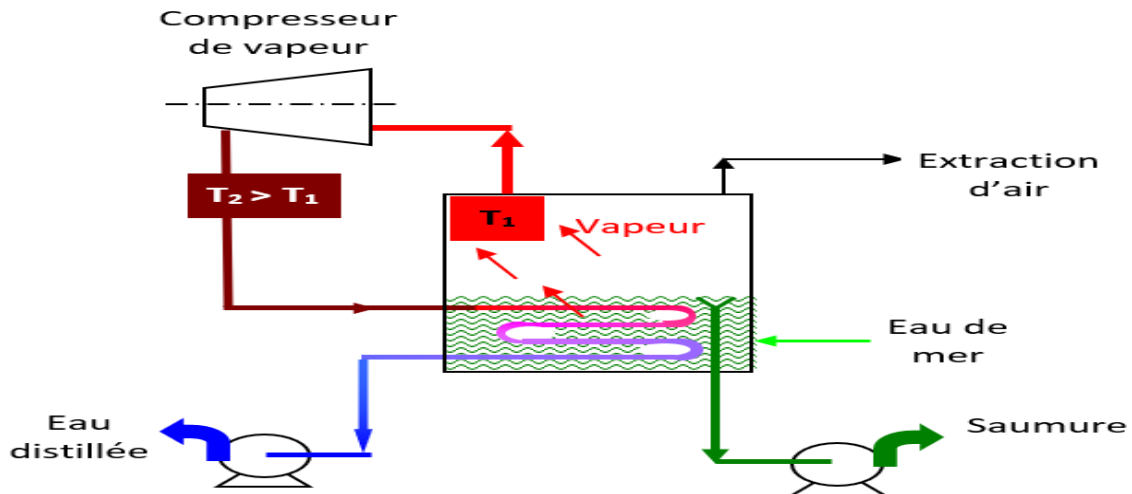 Compresseur
de vapeur
T₂ > T₁
T₁
Vapeur
Extraction
d’air
Eau de
mer
Eau
distillée
Saumure